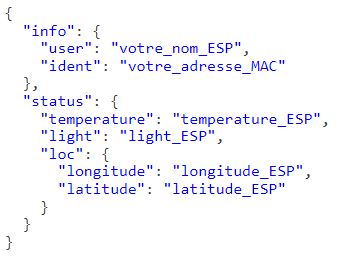 {
  "info": {
    "user": "votre_nom_ESP",
    "ident": "votre_adresse_MAC"
  },
  "status": {
    "temperature": "temperature_ESP",
    "light": "light_ESP",
    "loc": {
      "longitude": "longitude_ESP",
      "latitude": "latitude_ESP"
    }
  }
}